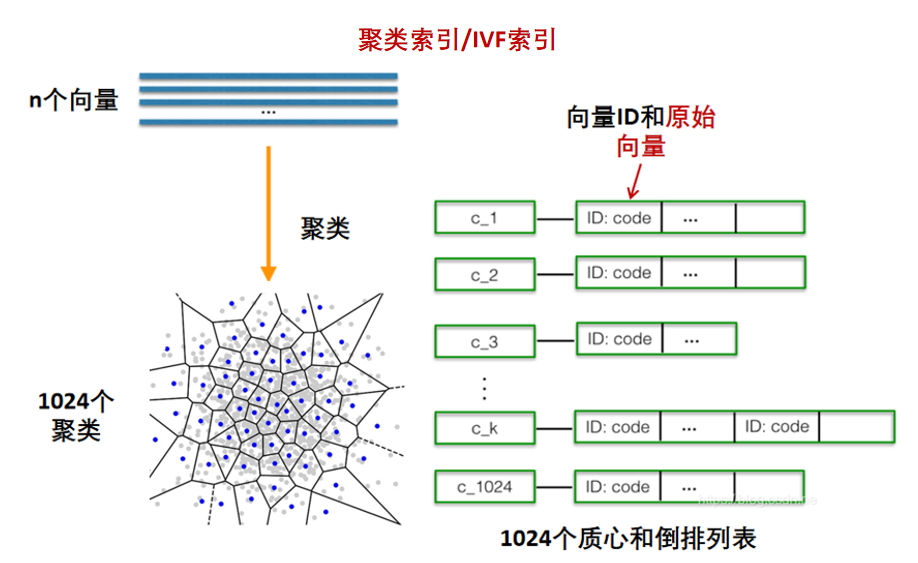 聚类索引/IVF索引
n个向量
...
聚类
1024个
聚类
向量ID和原始
向量
c_1 ID: code ...
c_2 ID: code ...
c_3 ID: code ...
⋮
c_k ID: code ... ID: code
c_1024 ID: code ...
1024个质心和倒排列表